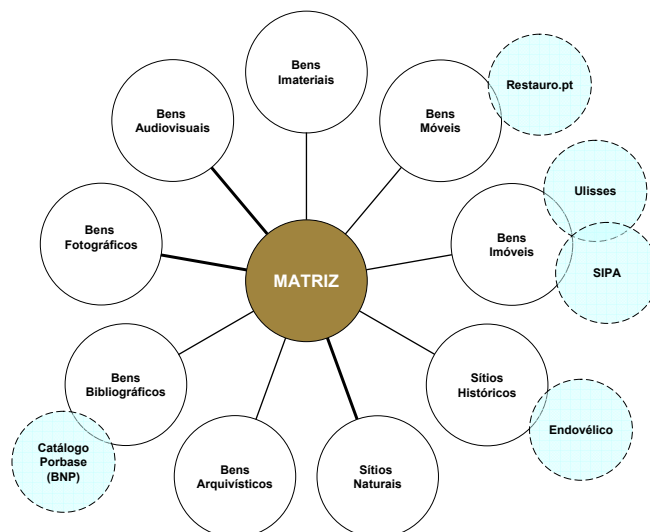 Bens
Imateriais
Restauro.pt
Bens
Audiovisuais
Bens
Móveis
Ulisses
Bens
Fotográficos
Bens
Imóveis
SIPA
MATRIZ
Bens
Bibliográficos
Sítios
Históricos
Endovélico
Catálogo
Porbase
(BNP)
Bens
Arquivísticos
Sítios
Naturais